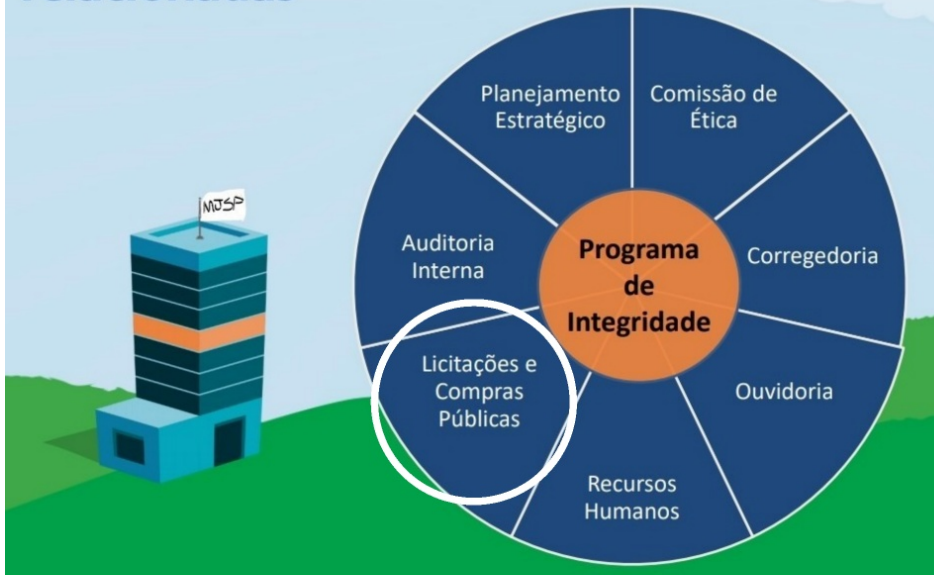 MJSP
Planejamento
Estratégico
Comissão de
Ética
Auditoria
Interna
Programa
de
Integridade
Corregedoria
Licitações e
Compras
Públicas
Ouvidoria
Recursos
Humanos